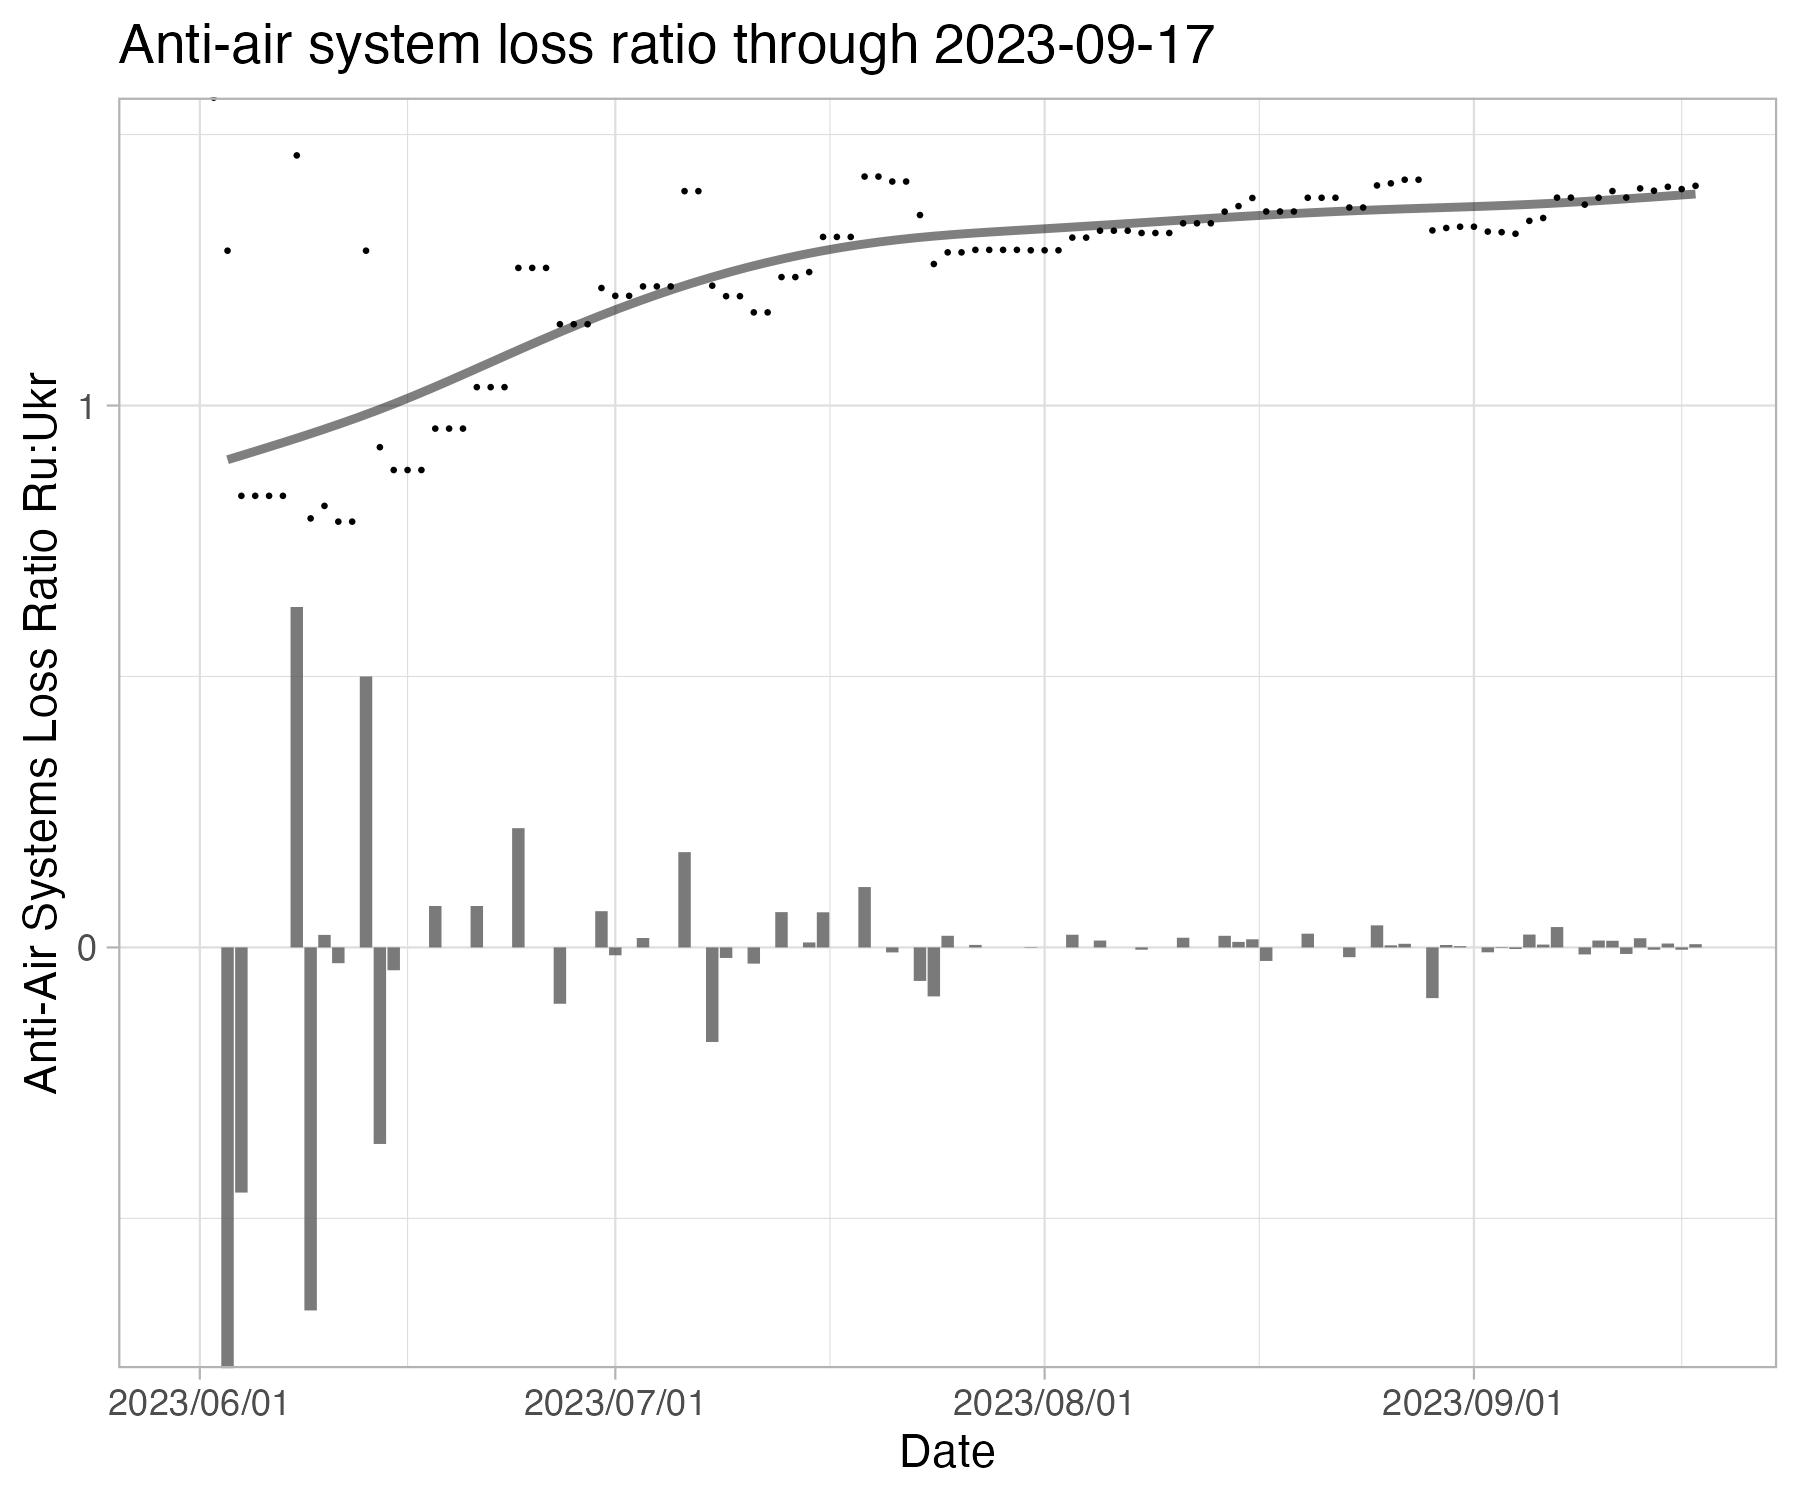 Anti-air system loss ratio through 2023-09-17
Anti-Air Systems Loss Ratio Ru:Ukr
1
0
2023/06/01
2023/07/01
2023/08/01
2023/09/01
Date